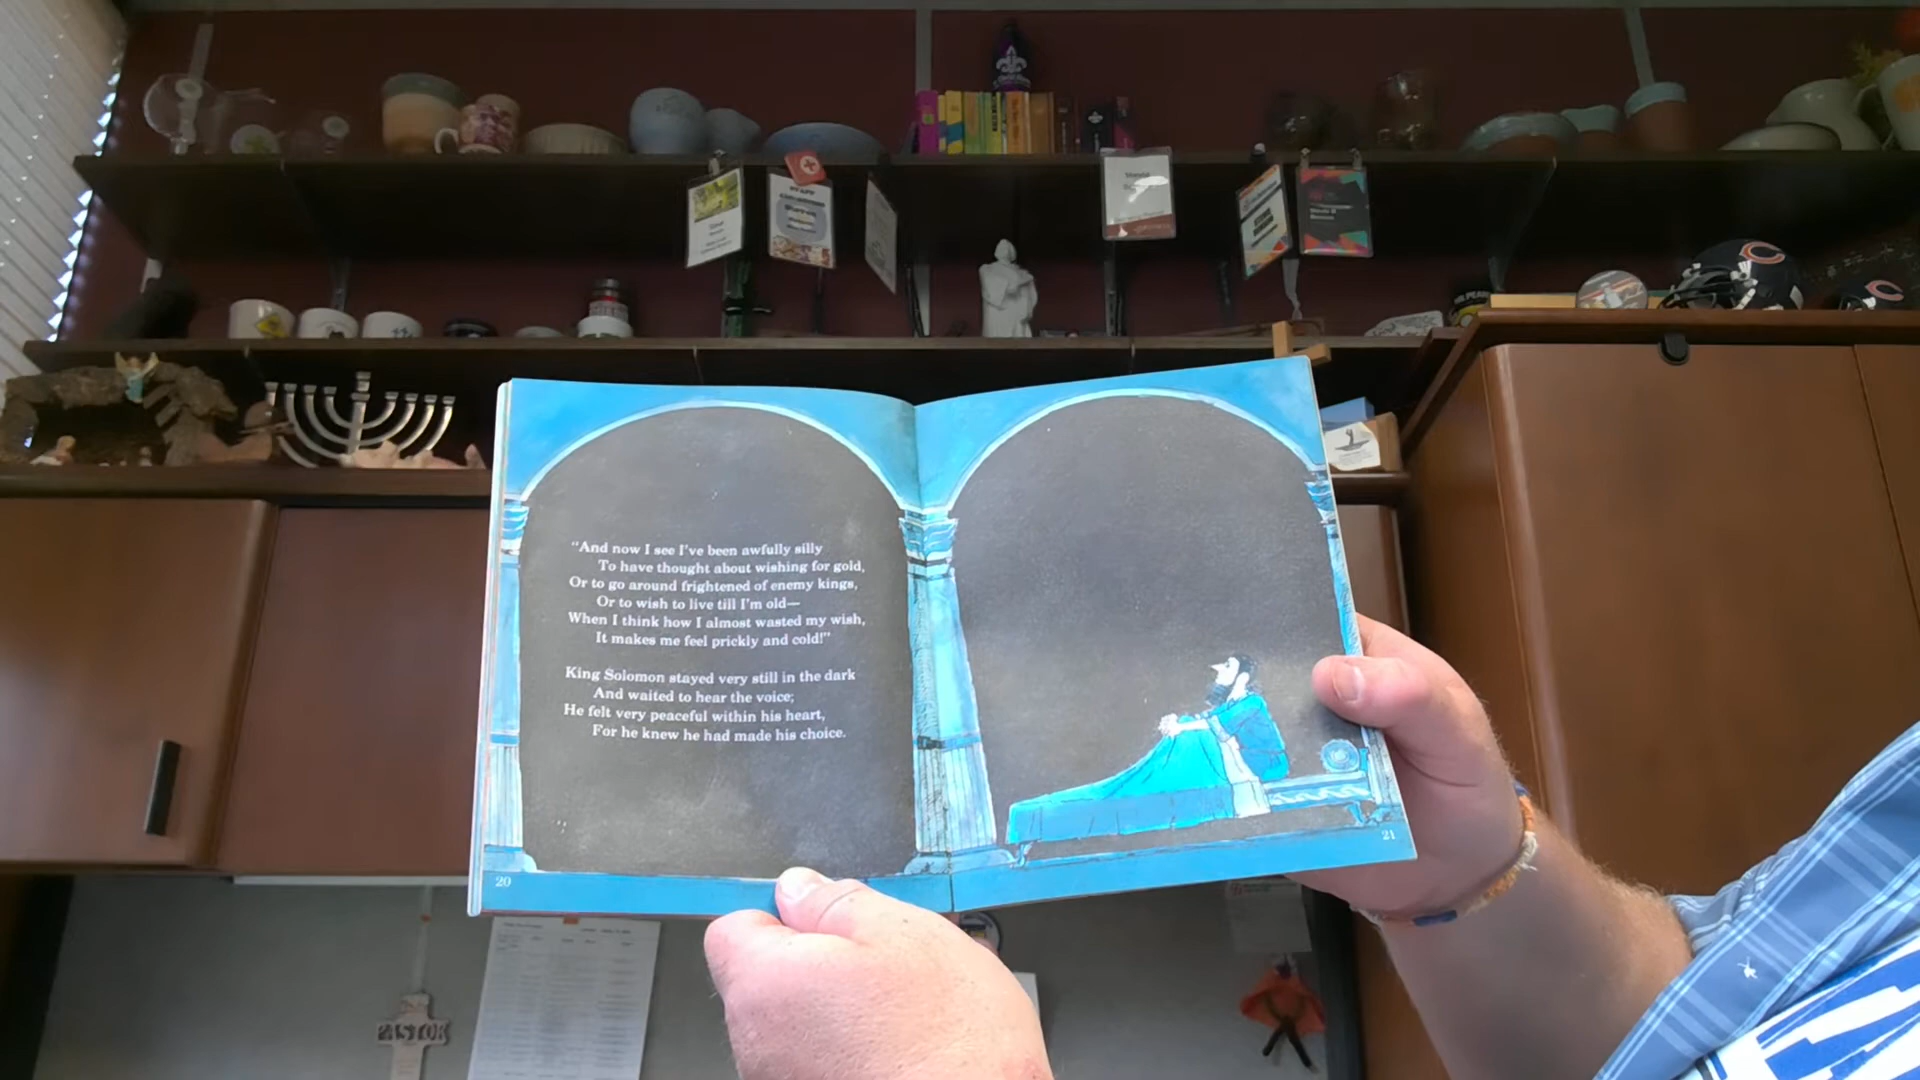 “And now I see I've been awfully silly
To have thought about wishing for gold,
Or to go around frightened of enemy kings,
Or to wish to live till I'm old—
When I think how I almost wasted my wish,
It makes me feel prickly and cold!”
King Solomon stayed very still in the dark
And waited to hear the voice;
He felt very peaceful within his heart,
For he knew he had made his choice.
20
21
PASTOR